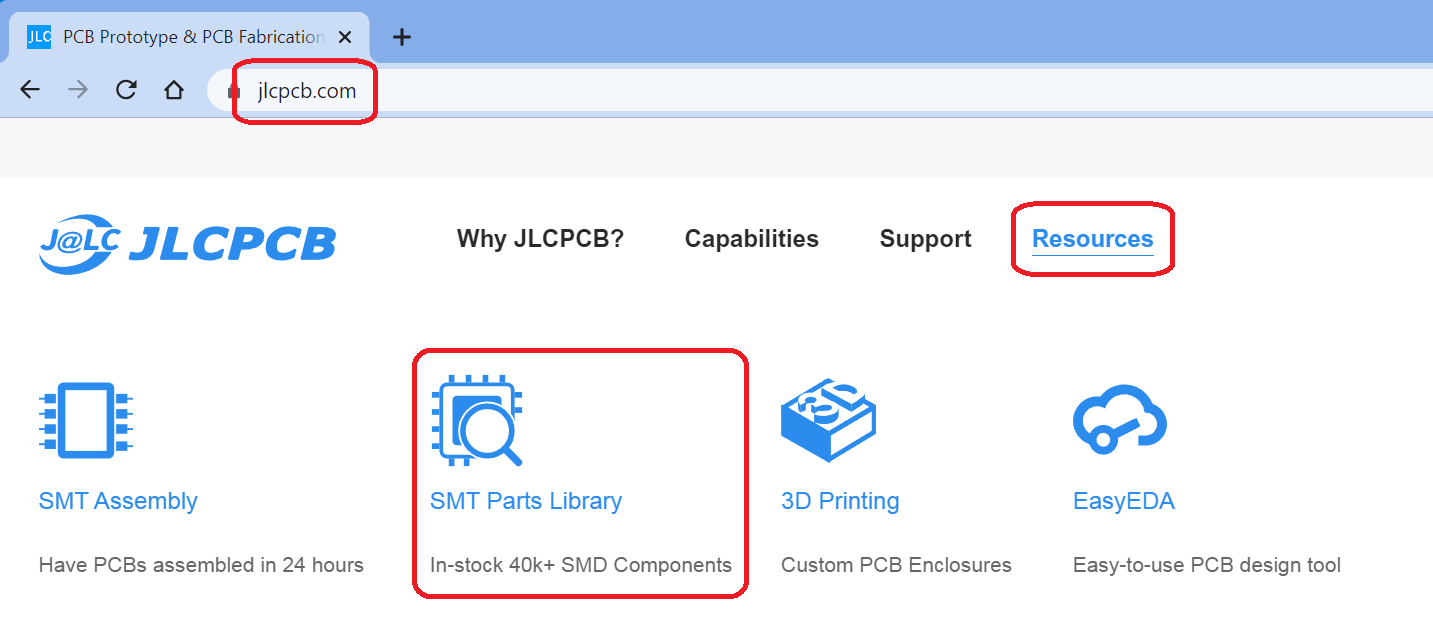 JLC PCB Prototype & PCB Fabrication
jlcpcb.com
J@LC JLCPCB Why JLCPCB? Capabilities Support Resources
SMT Assembly SMT Parts Library 3D Printing EasyEDA
Have PCBs assembled in 24 hours In-stock 40k+ SMD Components Custom PCB Enclosures Easy-to-use PCB design tool